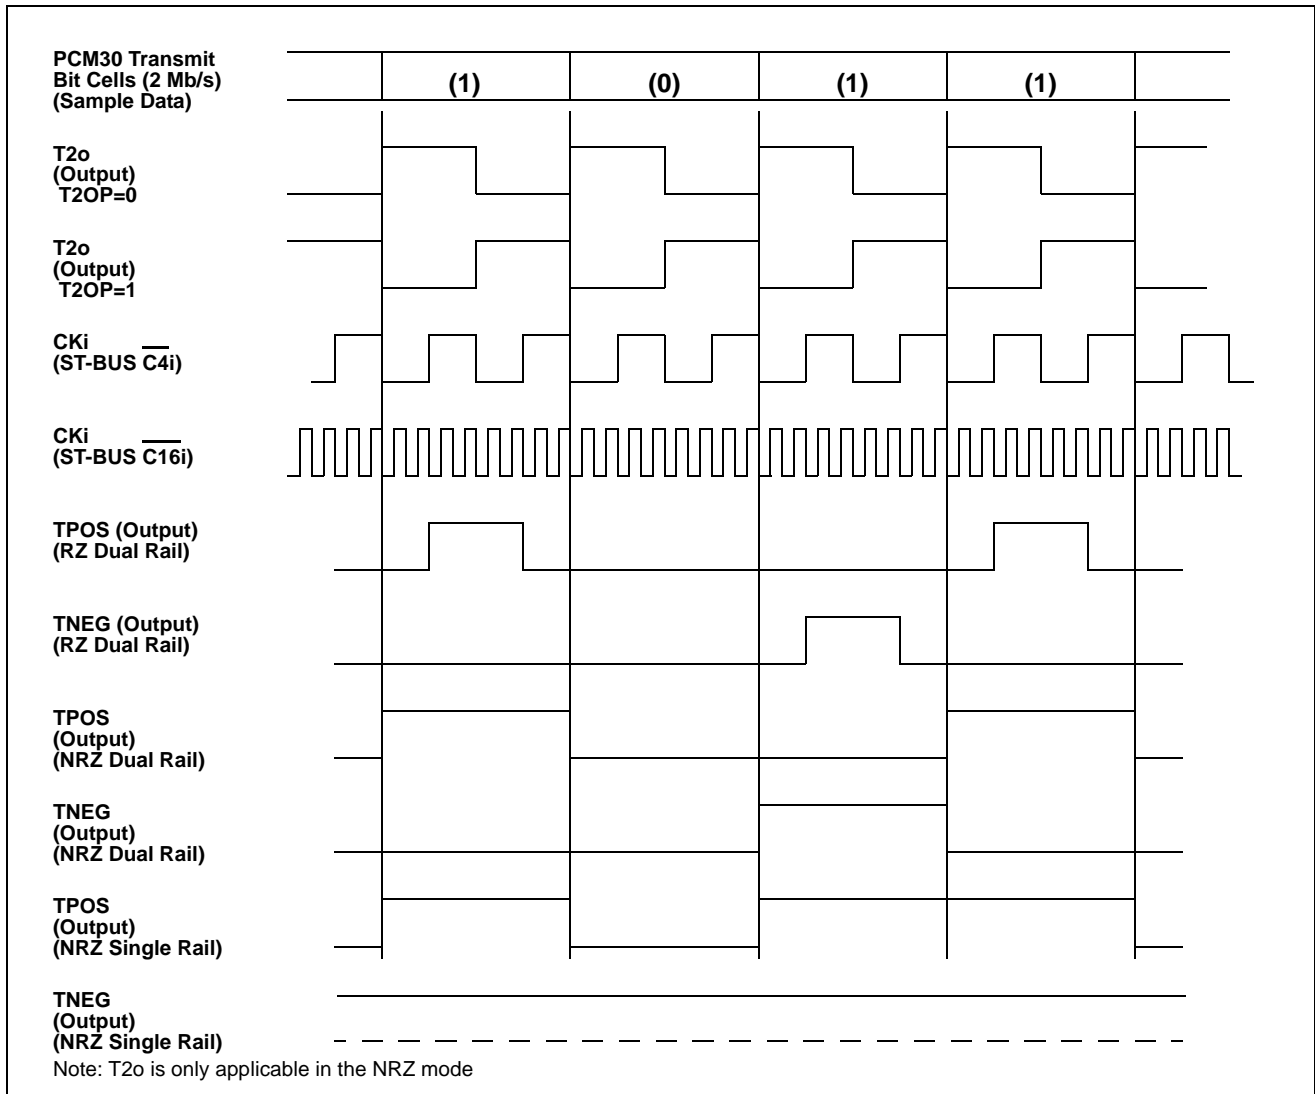 PCM30 Transmit
Bit Cells (2 Mb/s)
(Sample Data)
(1)
(0)
(1)
(1)
T2o
(Output)
T2OP=0
T2o
(Output)
T2OP=1
CKi
(ST-BUS C4i)
CKi
(ST-BUS C16i)
TPOS (Output)
(RZ Dual Rail)
TNEG (Output)
(RZ Dual Rail)
TPOS
(Output)
(NRZ Dual Rail)
TNEG
(Output)
(NRZ Dual Rail)
TPOS
(Output)
(NRZ Single Rail)
TNEG
(Output)
(NRZ Single Rail)
Note: T2o is only applicable in the NRZ mode